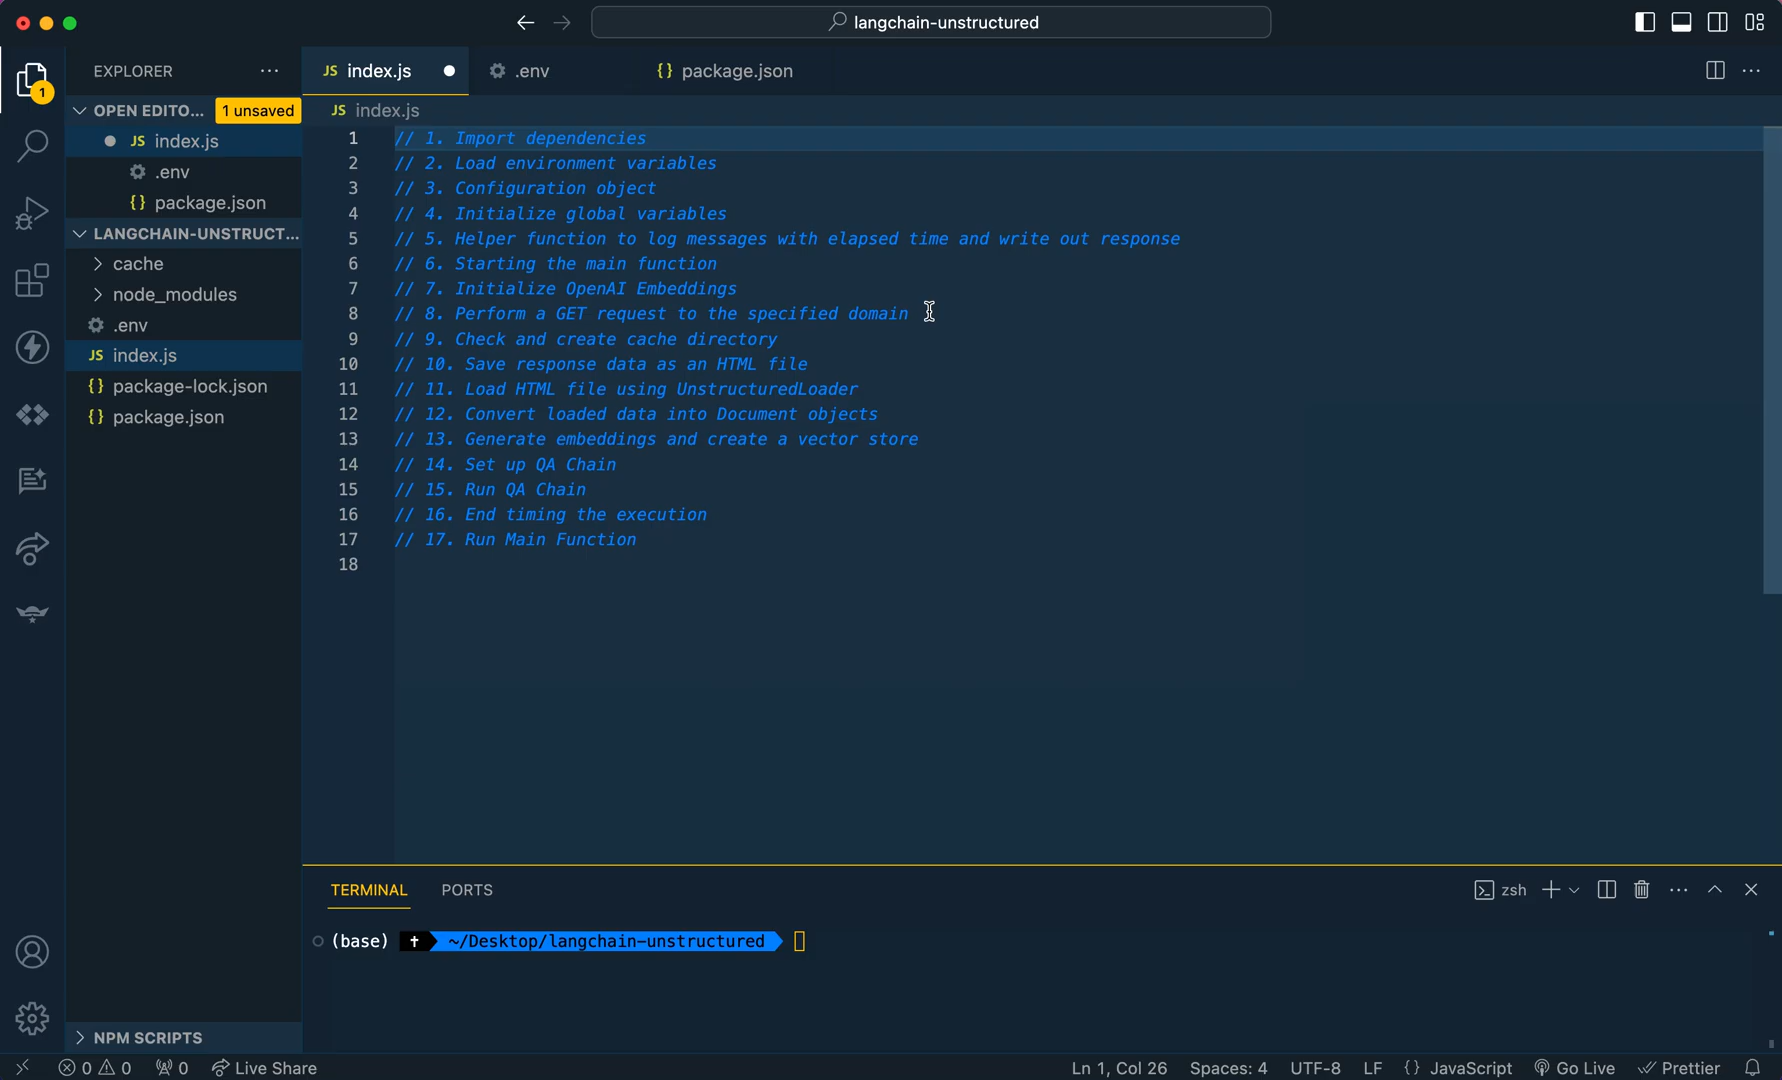 langchain-unstructured
EXPLORER
JS index.js
.env
{} package.json
OPEN EDITO... 1 unsaved
JS index.js
JS index.js
.env
{} package.json
LANGCHAIN-UNSTRUCT...
cache
node_modules
.env
JS index.js
{} package-lock.json
{} package.json
NPM SCRIPTS
1
1 // 1. Import dependencies
2 // 2. Load environment variables
3 // 3. Configuration object
4 // 4. Initialize global variables
5 // 5. Helper function to log messages with elapsed time and write out response
6 // 6. Starting the main function
7 // 7. Initialize OpenAI Embeddings
8 // 8. Perform a GET request to the specified domain
9 // 9. Check and create cache directory
10 // 10. Save response data as an HTML file
11 // 11. Load HTML file using UnstructuredLoader
12 // 12. Convert loaded data into Document objects
13 // 13. Generate embeddings and create a vector store
14 // 14. Set up QA Chain
15 // 15. Run QA Chain
16 // 16. End timing the execution
17 // 17. Run Main Function
18
TERMINAL PORTS zsh
(base) ~/Desktop/langchain-unstructured
0 0 0 Live Share Ln 1, Col 26 Spaces: 4 UTF-8 LF {} JavaScript Go Live Prettier